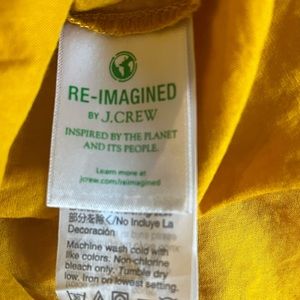 RE-IMAGINED
BY J.CREW
INSPIRED BY THE PLANET
AND ITS PEOPLE.
Learn more at
jcrew.com/reimagined
部分を除く/No Incluye La
Decoración
Machine wash cold with
like colors. Non-chlorine
bleach only. Tumble dry
low. Iron on lowest setting.